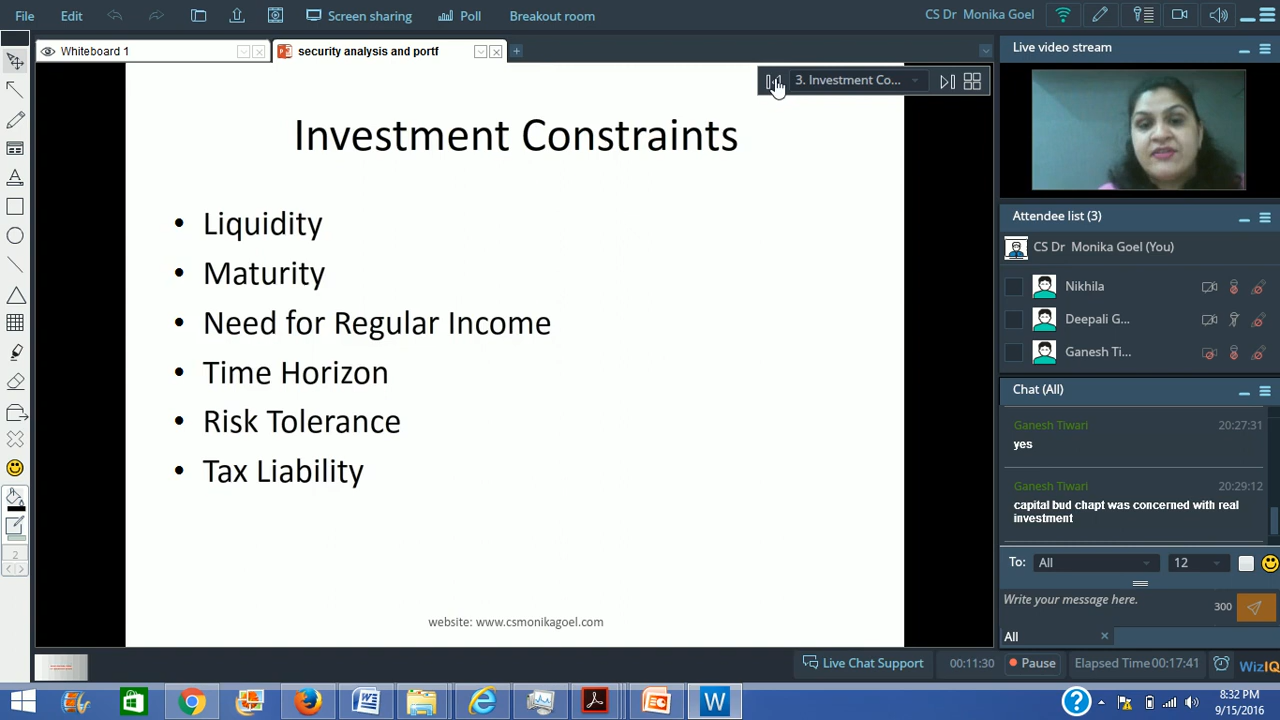 File
Edit
Screen sharing
Poll
Breakout room
CS Dr Monika Goel
Whiteboard 1
security analysis and portf
3. Investment Co...
Investment Constraints
• Liquidity
• Maturity
• Need for Regular Income
• Time Horizon
• Risk Tolerance
• Tax Liability
website: www.csmonikagoel.com
Live video stream
Attendee list (3)
CS Dr Monika Goel (You)
Nikhila
Deepali G...
Ganesh Ti...
Chat (All)
Ganesh Tiwari 20:27:31
yes
Ganesh Tiwari 20:29:12
capital bud chapt was concerned with real
investment
To: All 12
Write your message here.
300
All
2
Live Chat Support
00:11:30
Pause
Elapsed Time 00:17:41
WizIQ
8:32 PM
9/15/2016